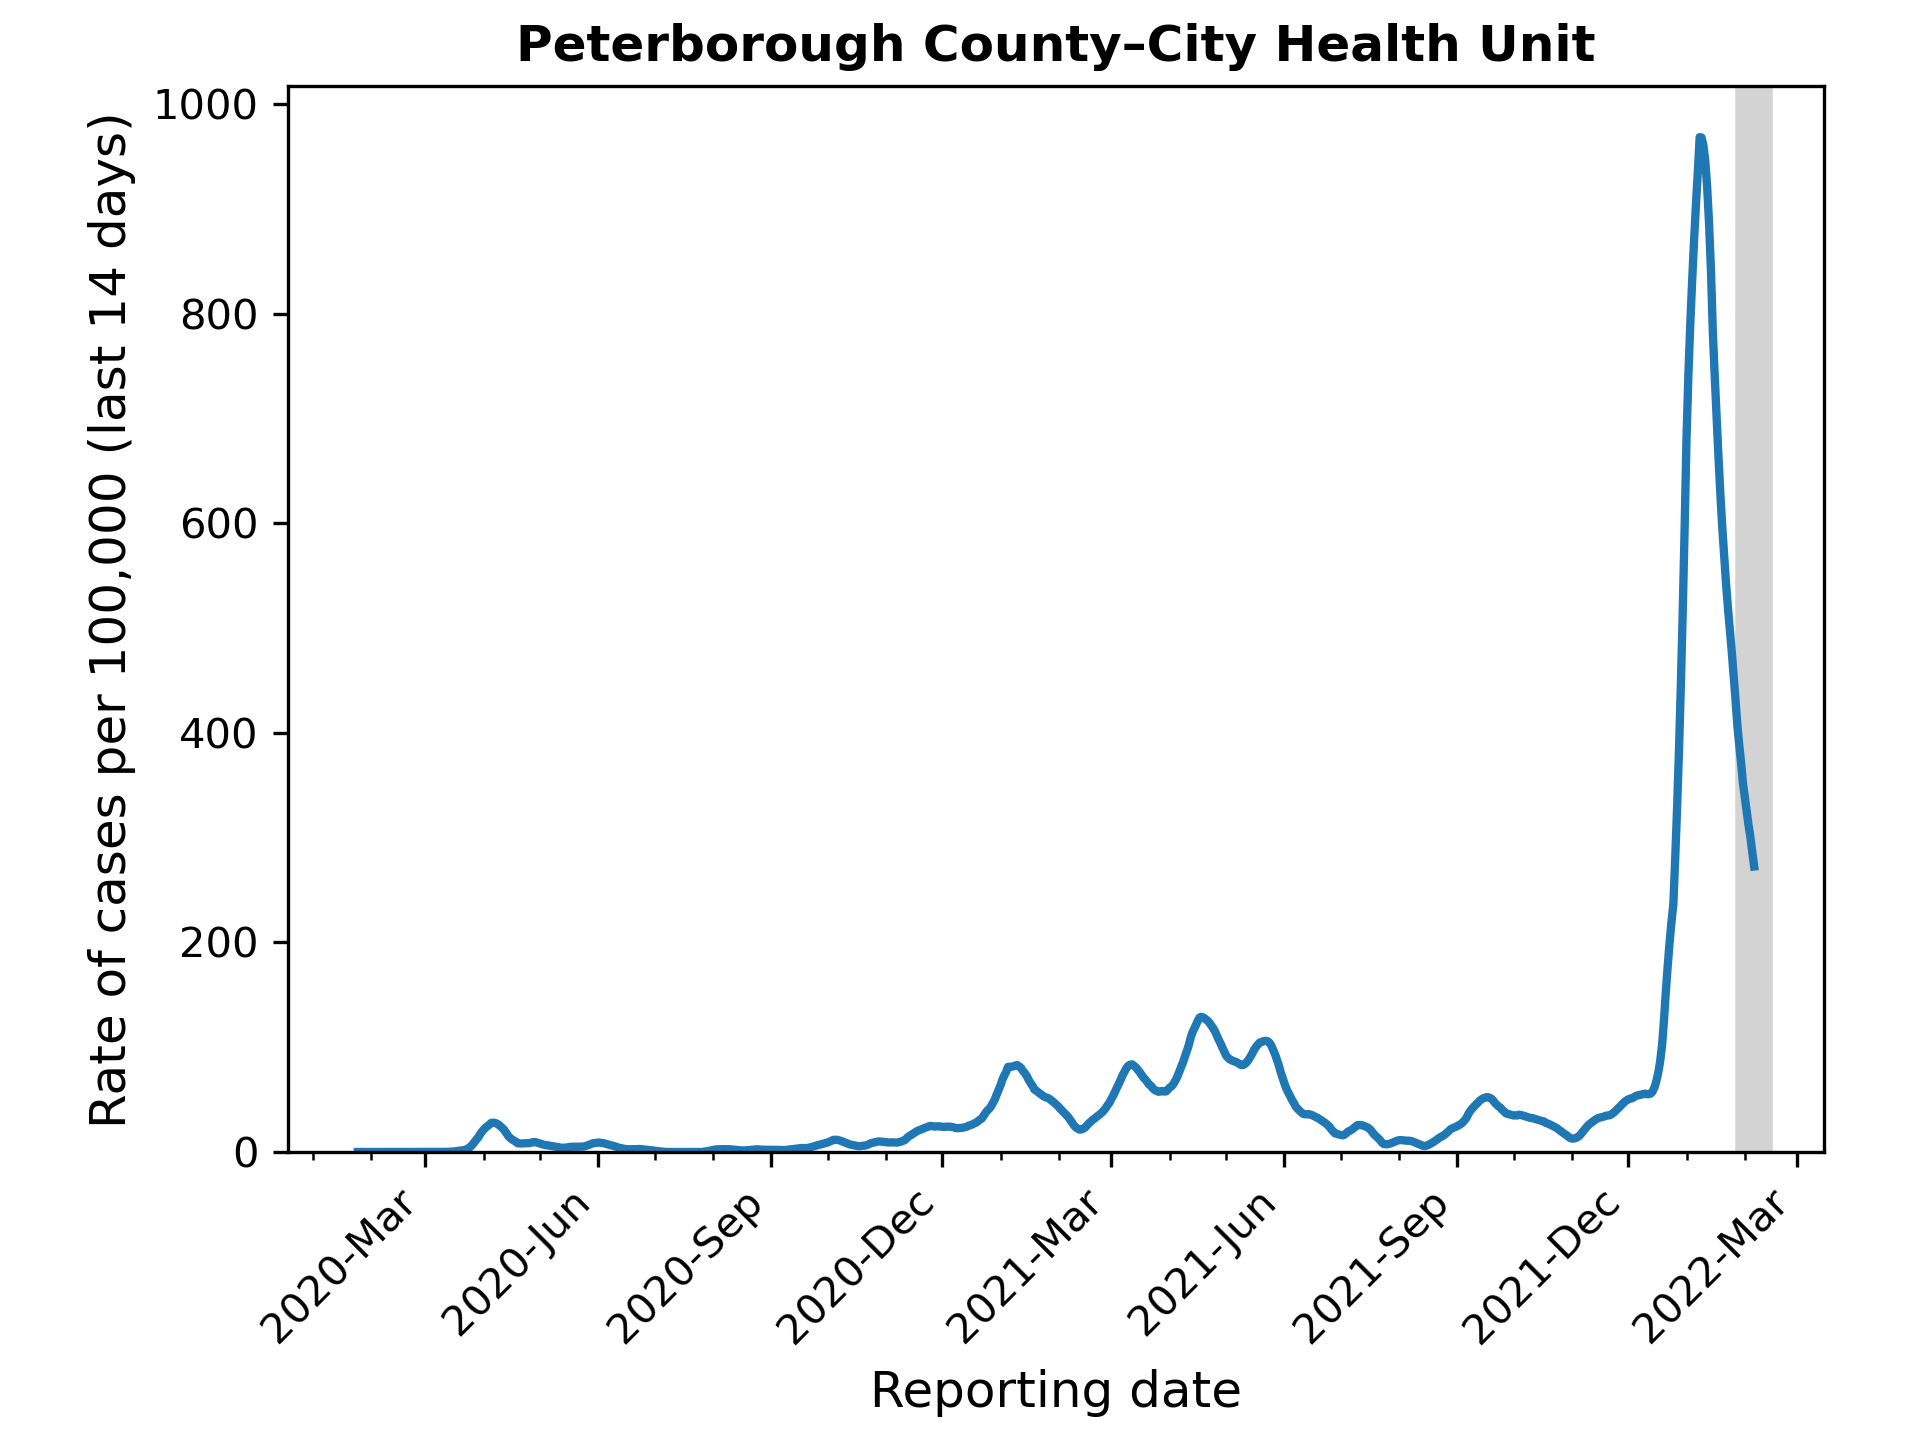 Peterborough County–City Health Unit
Rate of cases per 100,000 (last 14 days)
1000
800
600
400
200
0
2020-Mar
2020-Jun
2020-Sep
2020-Dec
2021-Mar
2021-Jun
2021-Sep
2021-Dec
2022-Mar
Reporting date